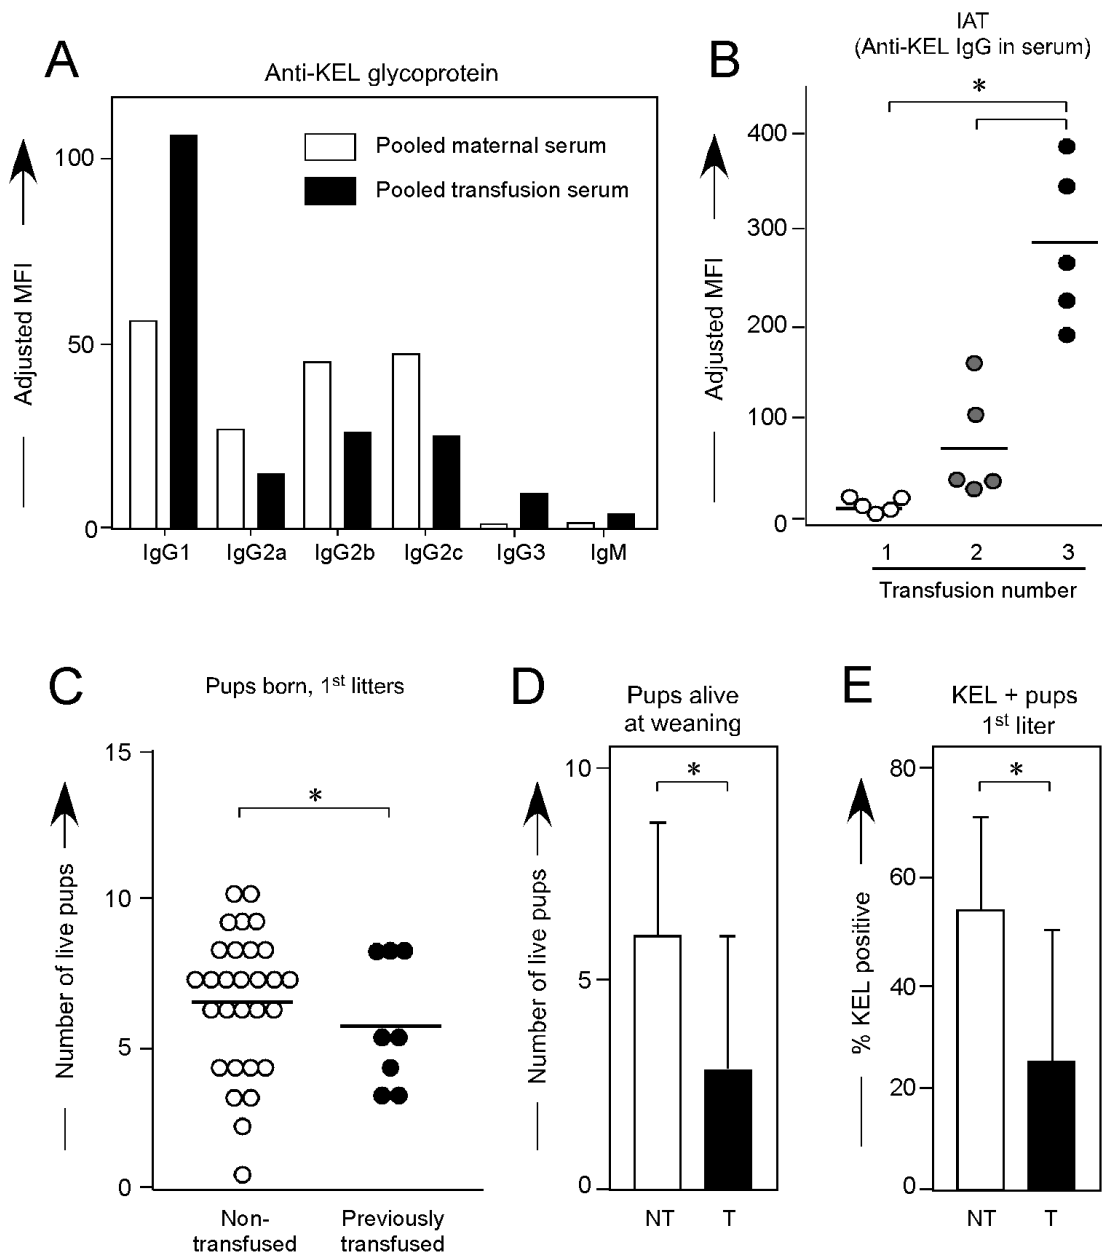 A
Anti-KEL glycoprotein
Adjusted MFI
100
50
0
Pooled maternal serum
Pooled transfusion serum
IgG1 IgG2a IgG2b IgG2c IgG3 IgM
B
IAT
(Anti-KEL IgG in serum)
*
Adjusted MFI
400
300
200
100
0
1 2 3
Transfusion number
C
Pups born, 1st litters
Number of live pups
15
10
5
0
*
Non-
transfused
Previously
transfused
D
Pups alive
at weaning
Number of live pups
10
5
0
*
NT T
E
KEL + pups
1st liter
% KEL positive
80
60
40
20
0
*
NT T